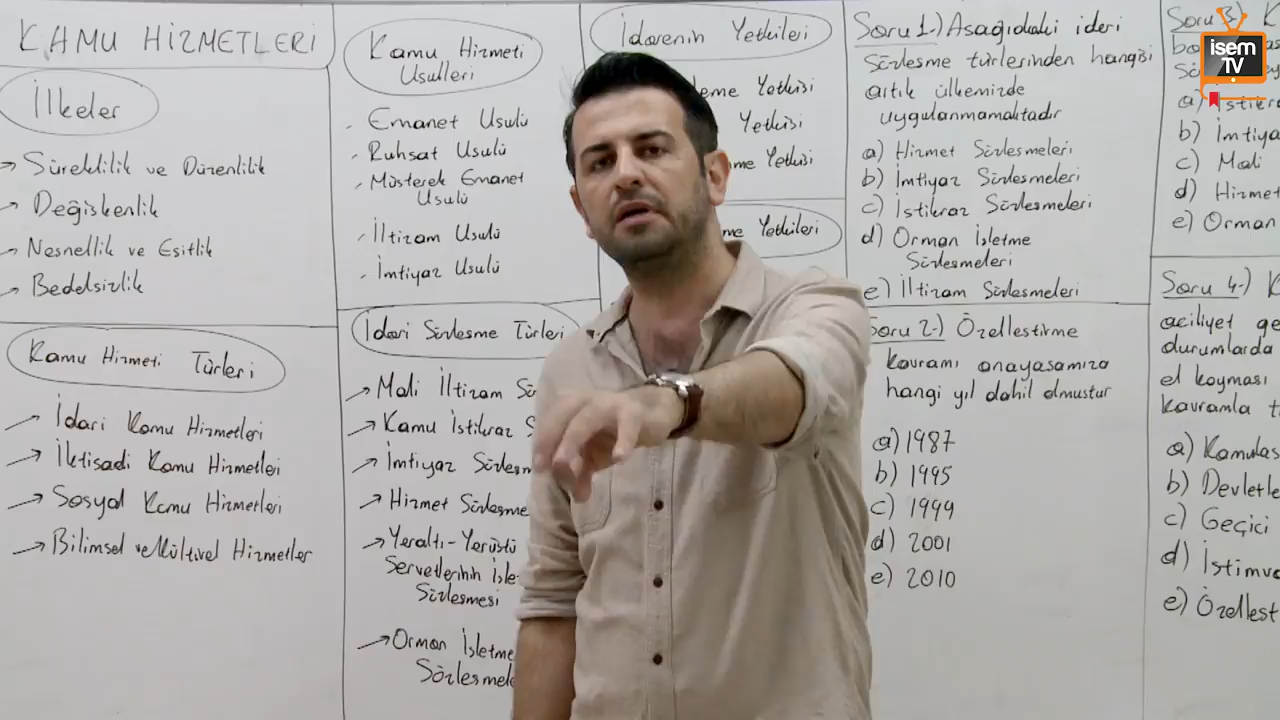 KAMU HİZMETLERİ
İlkeler
→ Süreklilik ve Düzenlilik
→ Değişkenlik
→ Nesnellik ve Eşitlik
→ Bedelsizlik
Kamu Hizmeti Türleri
→ İdari Kamu Hizmetleri
→ İktisadi Kamu Hizmetleri
→ Sosyal Kamu Hizmetleri
→ Bilimsel ve Kültürel Hizmetler
Kamu Hizmeti
Usulleri
- Emanet Usulü
- Ruhsat Usulü
- Müşterek Emanet
Usulü
- İltizam Usulü
- İmtiyaz Usulü
İdari Sözleşme Türleri
→ Mali İltizam
→ Kamu İstikraz
→ İmtiyaz
→ Hizmet
→ Yeraltı-Yerüstü
Servetlerinin
Sözleşmesi
→ Orman İşletme
İdarenin Yetkileri
Yetkisi
Yetkisi
Yetkisi
Yetkileri
Soru 1-) Aşağıdaki ideri
sözleşme türlerinden hangisi
artık ülkemizde
uygulanmamaktadır
a) Hizmet Sözleşmeleri
b) İmtiyaz Sözleşmeleri
c) İstikraz Sözleşmeleri
d) Orman İşletme
Sözleşmeleri
e) İltizam Sözleşmeleri
Soru 2-) Özelleştirme
kavramı anayasamıza
hangi yıl dahil olmuştur
a) 1987
b) 1995
c) 1999
d) 2001
e) 2010
Soru 3)
b) İmtiya
c) Mali
d) Hizmet
e) Orman
Soru 4-) K
aciliyet ge
durumlarda
el koyması
kavramla t
a) Kamulaş
b) Devletle
c) Geçici
d) İstimva
e) Özelleşt
isem
TV